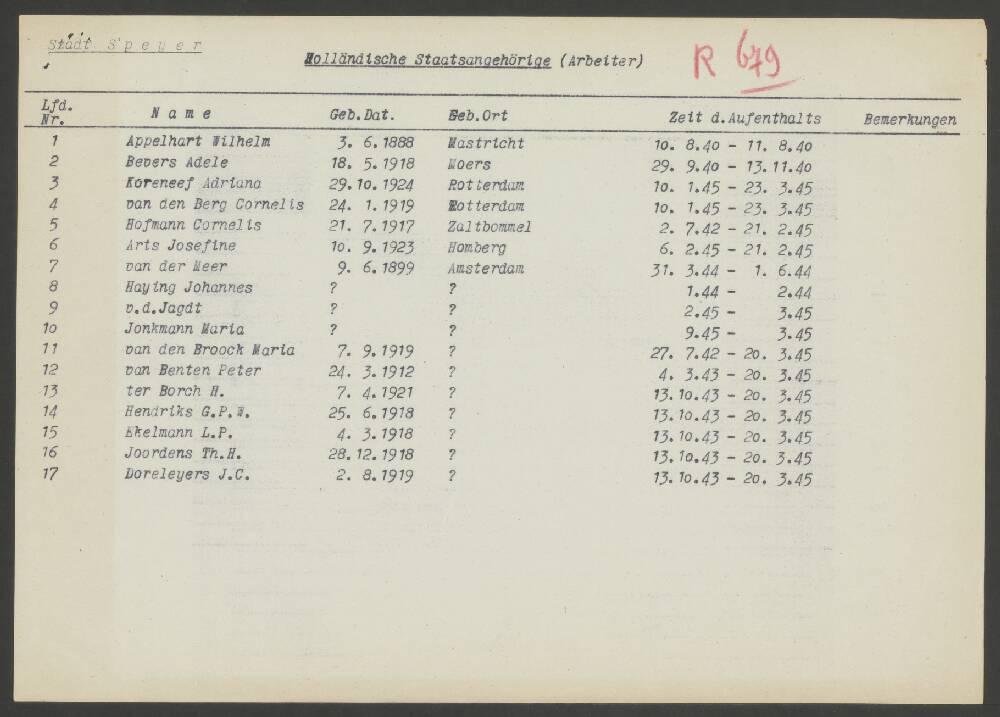 Stadt Speyer
Holländische Staatsangehörige (Arbeiter) R 679
Lfd. Nr. Name Geb.Dat. Geb.Ort Zeit d.Aufenthalts Bemerkungen
1 Appelhart Wilhelm 3. 6.1888 Mastricht 10. 8.40 - 11. 8.40
2 Bevers Adele 18. 5.1918 Moers 29. 9.40 - 13.11.40
3 Koreneef Adriana 29.10.1924 Rotterdam 10. 1.45 - 23. 3.45
4 van den Berg Cornelis 24. 1.1919 Rotterdam 10. 1.45 - 23. 3.45
5 Hofmann Cornelis 21. 7.1917 Zaltbommel 2. 7.42 - 21. 2.45
6 Arts Josefine 10. 9.1923 Homberg 6. 2.45 - 21. 2.45
7 van der Meer 9. 6.1899 Amsterdam 31. 3.44 - 1. 6.44
8 Haying Johannes ? ? 1.44 - 2.44
9 v.d.Jagdt ? ? 2.45 - 3.45
10 Jonkmann Maria ? ? 9.45 - 3.45
11 van den Broock Maria 7. 9.1919 ? 27. 7.42 - 20. 3.45
12 van Benten Peter 24. 3.1912 ? 4. 3.43 - 20. 3.45
13 ter Borch H. 7. 4.1921 ? 13.10.43 - 20. 3.45
14 Hendriks G.P.W. 25. 6.1918 ? 13.10.43 - 20. 3.45
15 Ekelmann L.P. 4. 3.1918 ? 13.10.43 - 20. 3.45
16 Joordens Th.H. 28.12.1918 ? 13.10.43 - 20. 3.45
17 Doreleyers J.C. 2. 8.1919 ? 13.10.43 - 20. 3.45